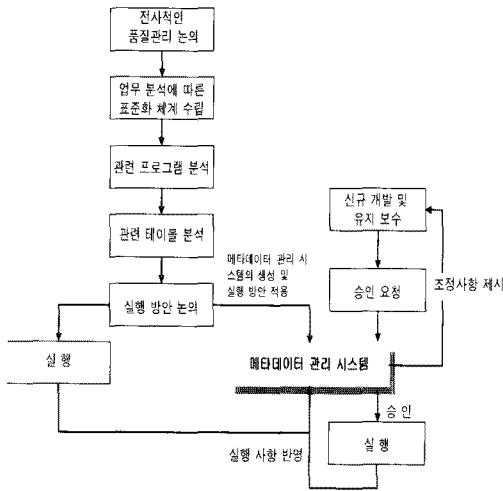 전사적인
품질관리 논의
업무 분석에 따른
표준화 체계 수립
관련 프로그램 분석
관련 테이블 분석
실행 방안 논의
실 행
메타데이터 관리 시
스템의 생성 및
실행 방안 적용
신규 개발 및
유지 보수
승인 요청
조정사항 제시
메타데이터 관리 시스템
승 인
실 행
실행 사항 반영